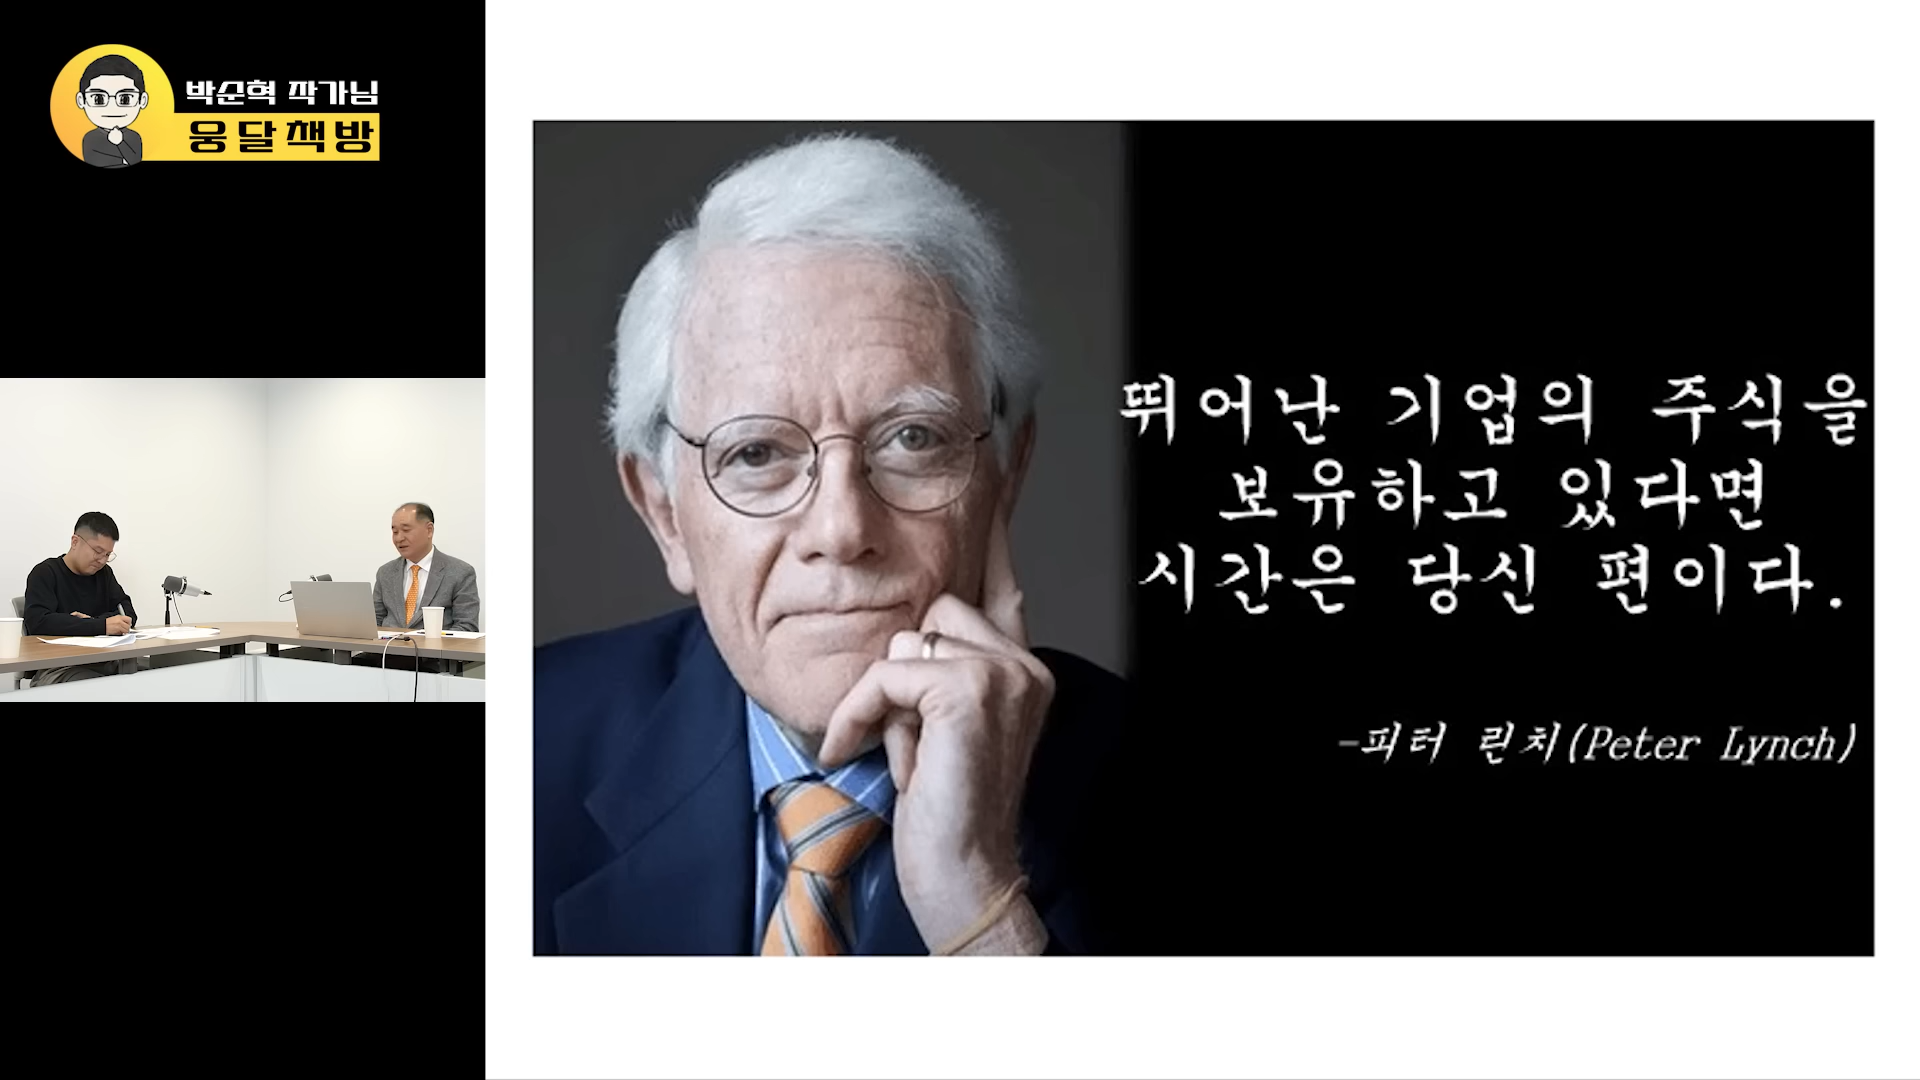 박순혁 작가님
웅달책방
뛰어난 기업의 주식을
보유하고 있다면
시간은 당신 편이다.
-피터 린치(Peter Lynch)